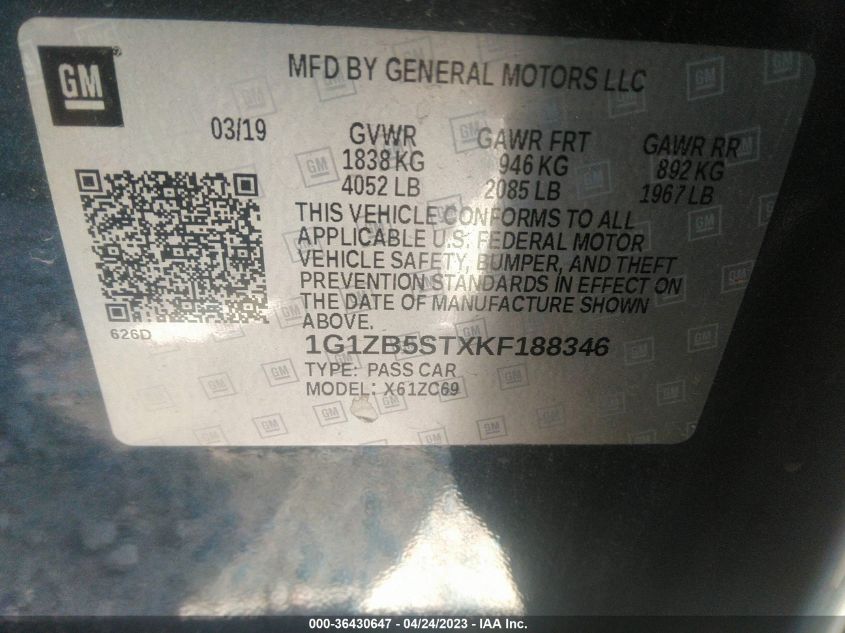 GM
MFD BY GENERAL MOTORS LLC
03/19 GVWR GAWR FRT GAWR RR
1838 KG 946 KG 892 KG
4052 LB 2085 LB 1967 LB
THIS VEHICLE CONFORMS TO ALL
APPLICABLE U.S. FEDERAL MOTOR
VEHICLE SAFETY, BUMPER, AND THEFT
PREVENTION STANDARDS IN EFFECT ON
THE DATE OF MANUFACTURE SHOWN
ABOVE.
626D
1G1ZB5STXKF188346
TYPE: PASS CAR
MODEL: X61ZC69
000-36430647 - 04/24/2023 - IAA Inc.